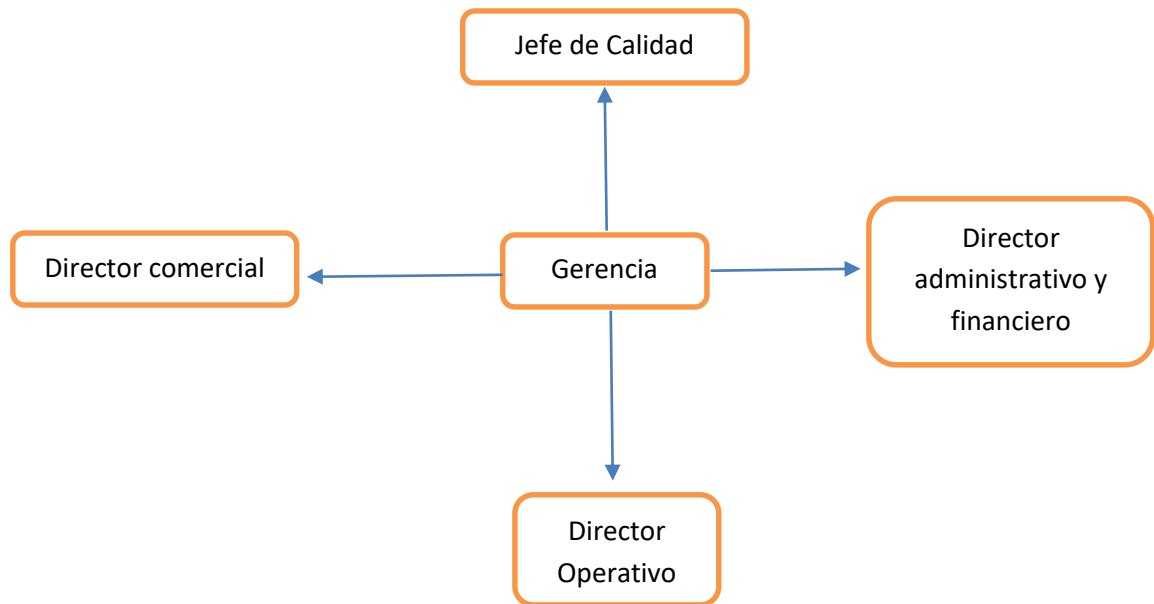 Jefe de Calidad
Director comercial
Gerencia
Director
administrativo y
financiero
Director
Operativo